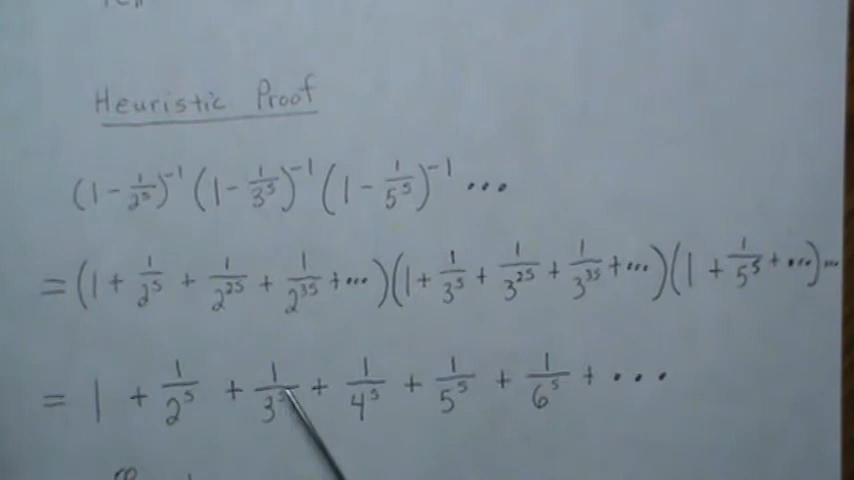 Heuristic Proof
(1 - 1/2^s)^-1 (1 - 1/3^s)^-1 (1 - 1/5^s)^-1 •••
= (1 + 1/2^s + 1/2^2s + 1/2^3s + •••)(1 + 1/3^s + 1/3^2s + 1/3^3s + •••)(1 + 1/5^s + •••)•••
= 1 + 1/2^s + 1/3^s + 1/4^s + 1/5^s + 1/6^s + •••